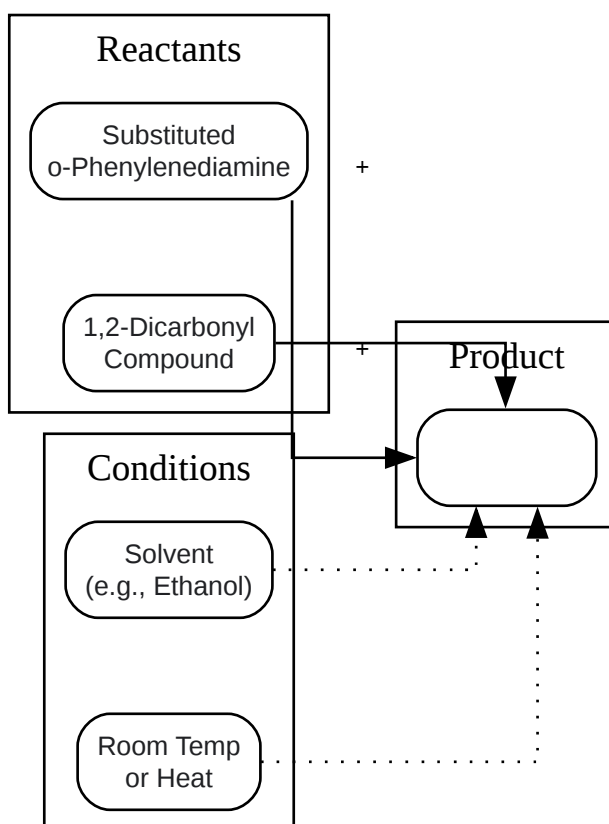 Reactants
Substituted
o-Phenylenediamine
+
1,2-Dicarbonyl
Compound
+
Product
Conditions
Solvent
(e.g., Ethanol)
Room Temp
or Heat